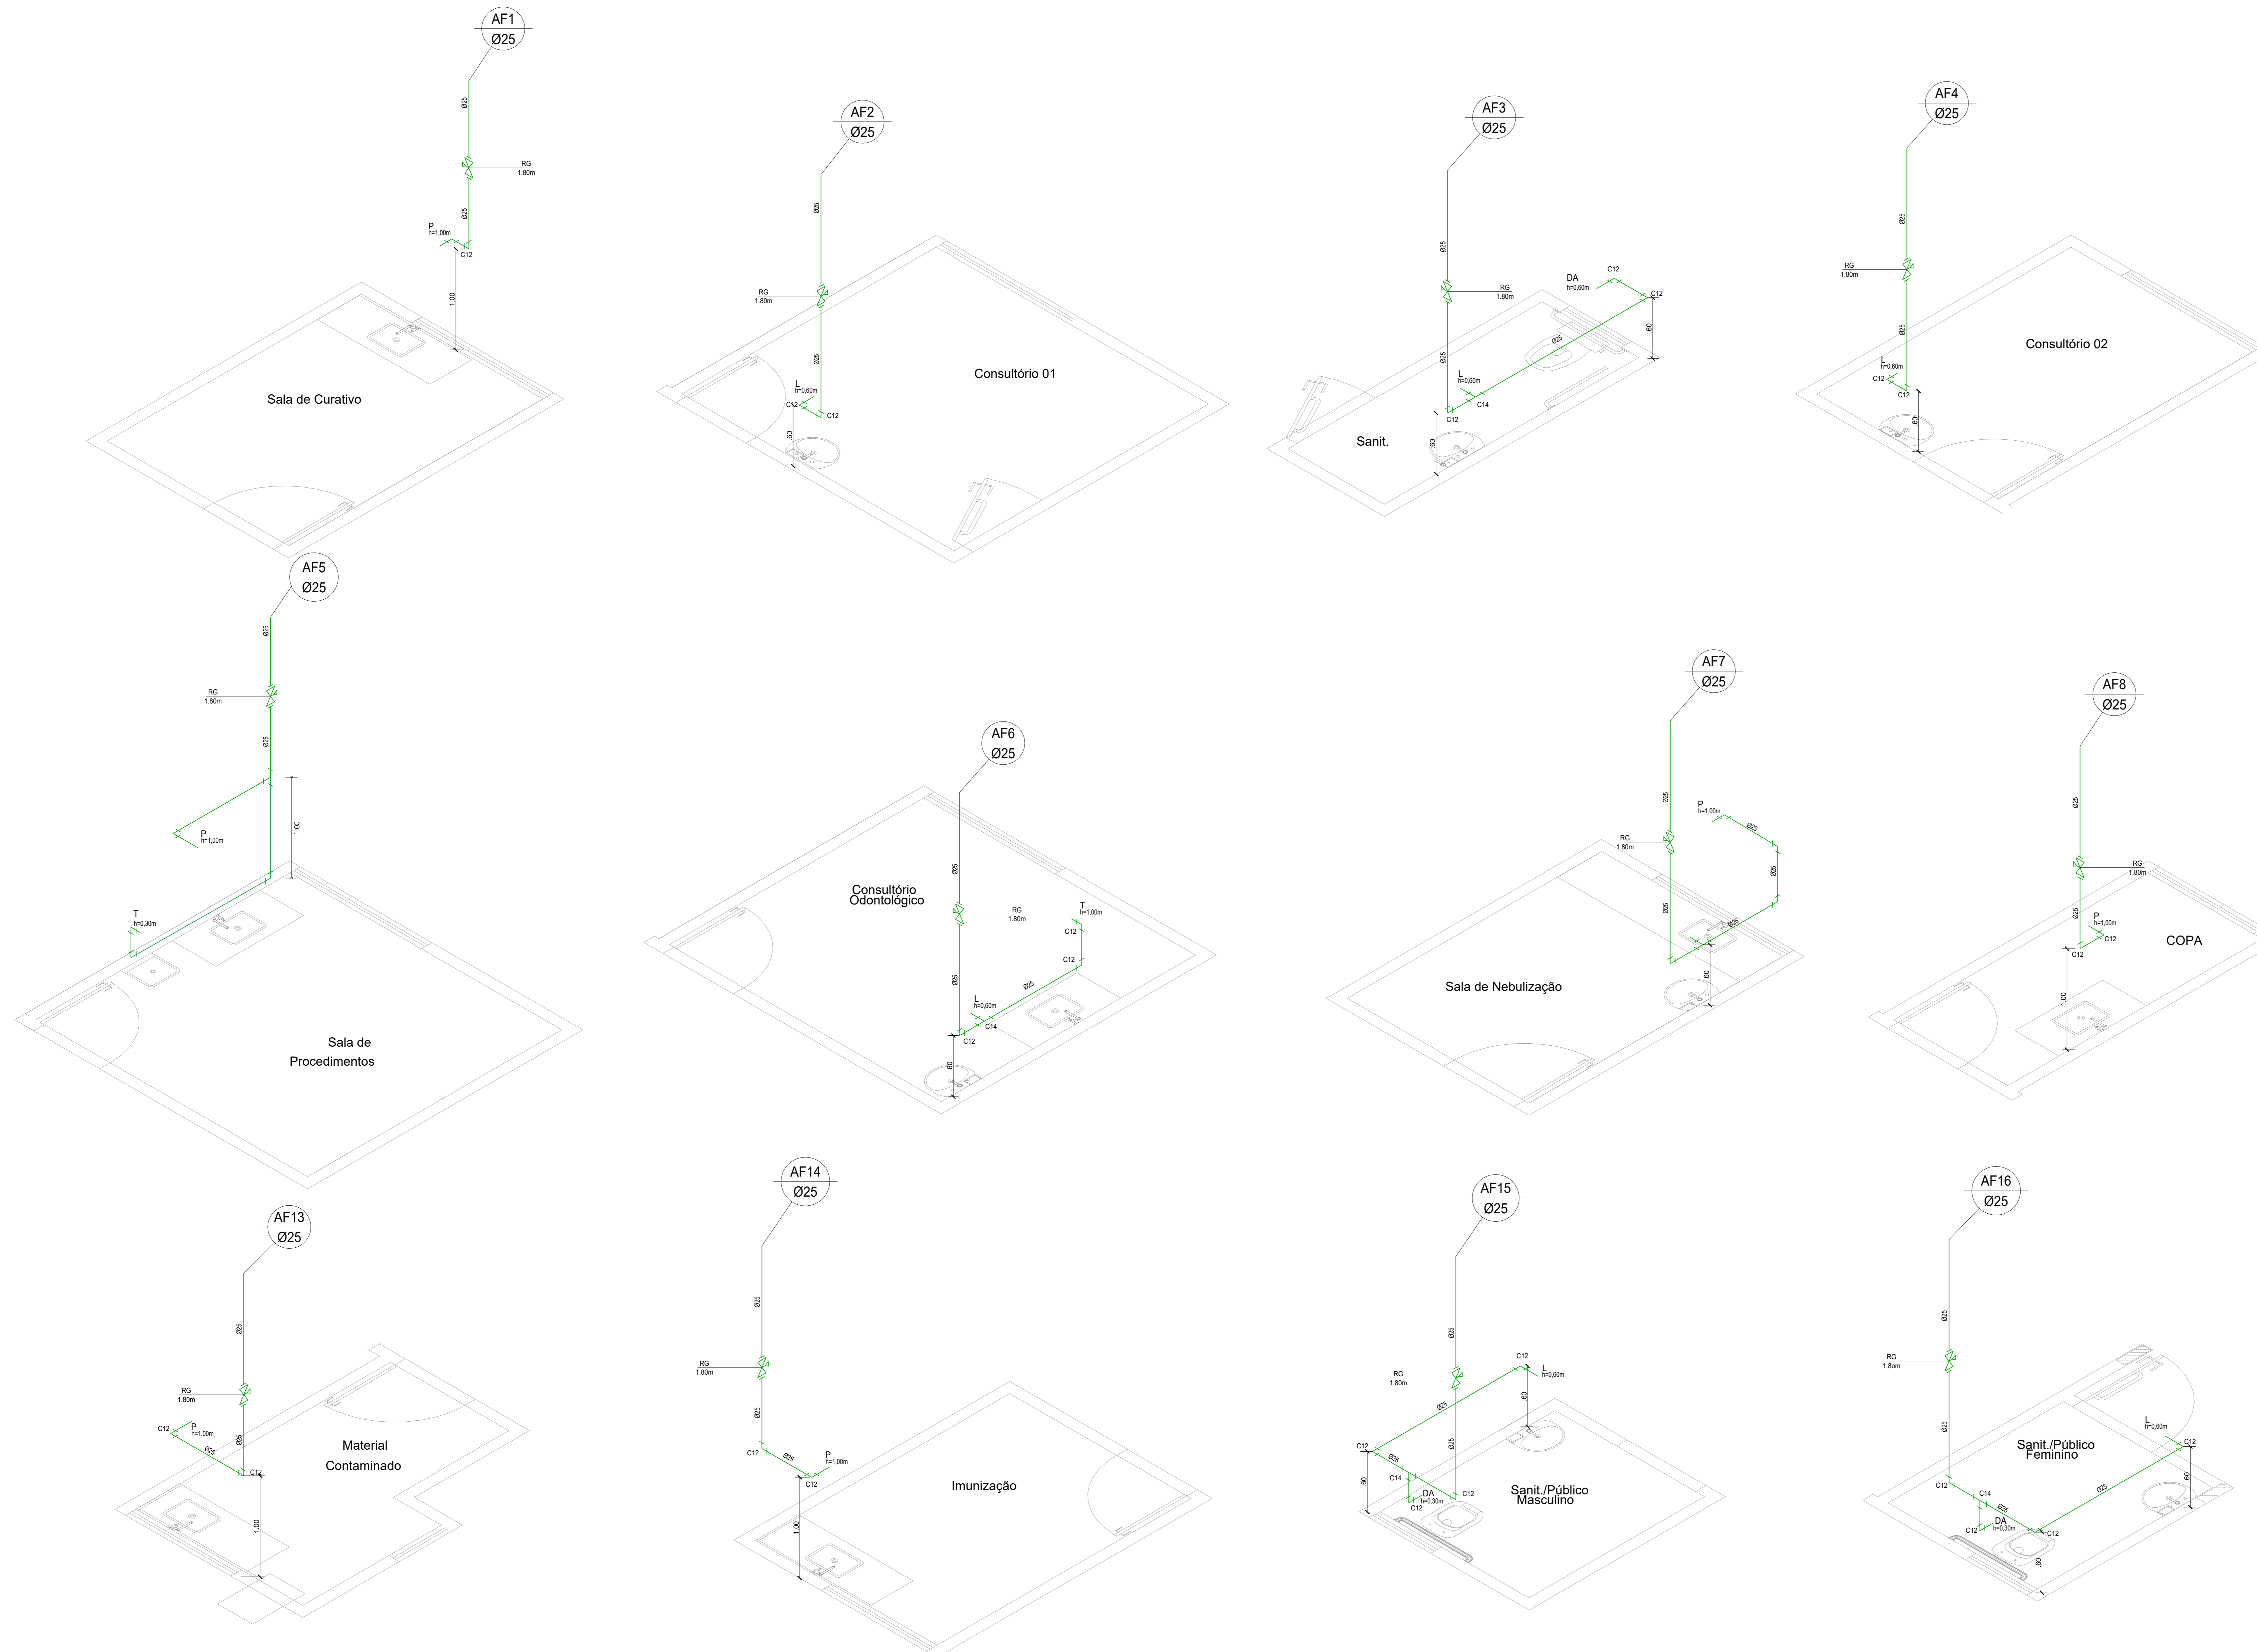 AF1
Ø25
Ø25
RG
1.80m
Ø25
P
h=1,00m
C12
1.00
Sala de Curativo
AF2
Ø25
Ø25
RG
1.80m
Ø25
L
h=0,60m
C12
C12
.60
Consultório 01
AF3
Ø25
Ø25
RG
1.80m
Ø25
DA
h=0,60m
C12
C12
.60
Ø25
L
h=0,60m
C14
C12
.60
Sanit.
AF4
Ø25
Ø25
RG
1.80m
Ø25
L
h=0,60m
C12
C12
.60
Consultório 02
AF5
Ø25
Ø25
RG
1.80m
Ø25
1.00
P
h=1,00m
T
h=0,30m
Sala de
Procedimentos
AF6
Ø25
Ø25
Consultório
Odontológico
RG
1.80m
T
h=1,00m
C12
C12
Ø25
Ø25
L
h=0,60m
C14
C12
.60
AF7
Ø25
Ø25
RG
1.80m
P
h=1,00m
Ø25
Ø25
Ø25
Ø25
.60
Sala de Nebulização
AF8
Ø25
Ø25
RG
1.80m
Ø25
P
h=1,00m
C12
C12
COPA
1.00
AF13
Ø25
Ø25
RG
1.80m
C12
P
h=1,00m
Ø25
Ø25
C12
Material
Contaminado
1.00
AF14
Ø25
Ø25
RG
1.80m
Ø25
C12
Ø25
P
h=1,00m
C12
1.00
Imunização
AF15
Ø25
Ø25
RG
1.80m
C12
L
h=0,60m
.60
Ø25
Ø25
C12
Ø25
C14
.60
DA
h=0,30m
C12
C12
Sanit./Público
Masculino
AF16
Ø25
Ø25
RG
1.8om
Ø25
L
h=0,60m
C12
.60
Sanit./Público
Feminino
C12
C14
Ø25
Ø25
DA
h=0,30m
C12
C12
.60